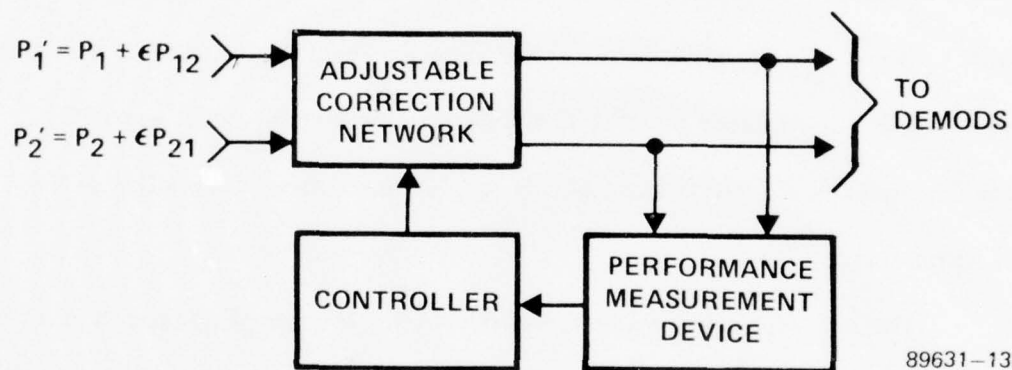 P₁′ = P₁ + ϵP₁₂
P₂′ = P₂ + ϵP₂₁
ADJUSTABLE
CORRECTION
NETWORK
TO
DEMODS
CONTROLLER
PERFORMANCE
MEASUREMENT
DEVICE
89631-13